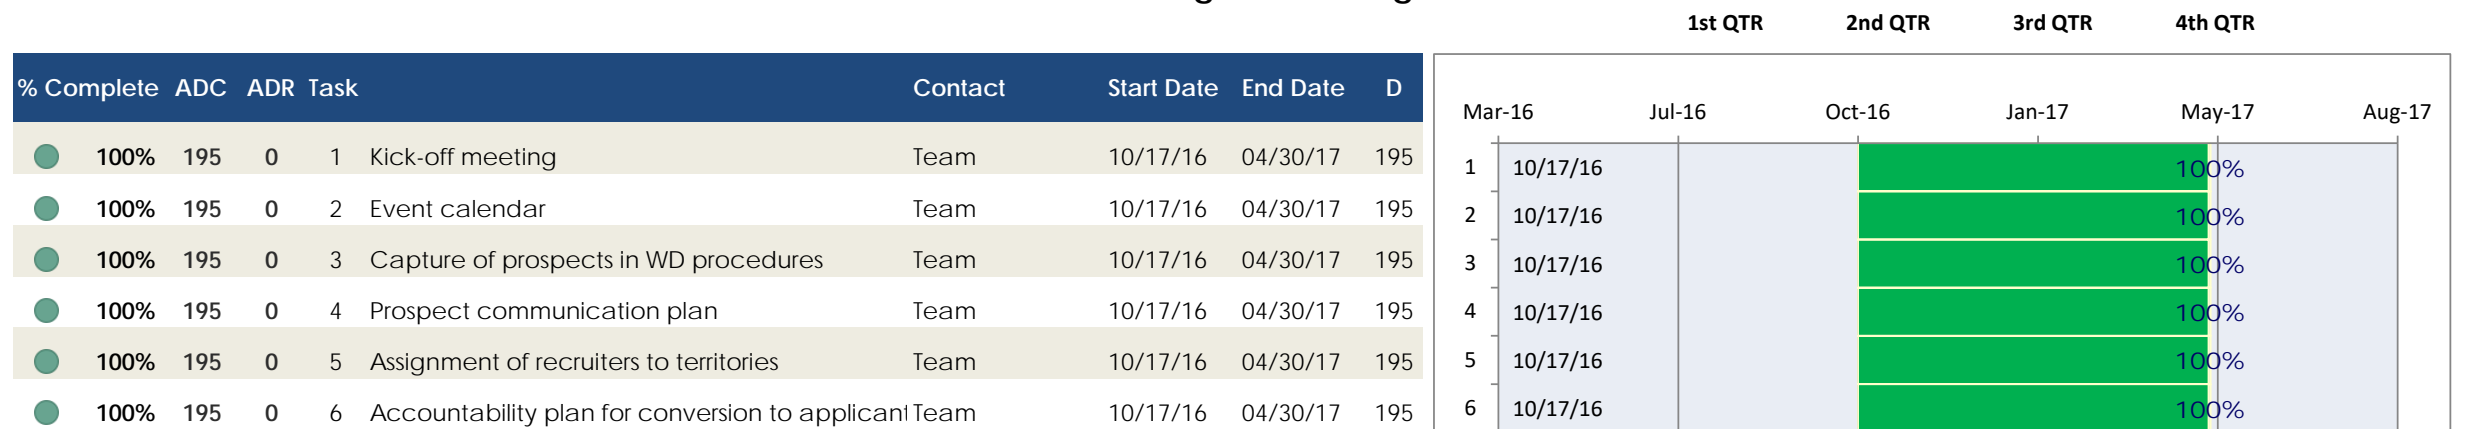 1st QTR 2nd QTR 3rd QTR 4th QTR
% Complete ADC ADR Task Contact Start Date End Date D
Mar-16 Jul-16 Oct-16 Jan-17 May-17 Aug-17
100% 195 0 1 Kick-off meeting Team 10/17/16 04/30/17 195 1 10/17/16 100%
100% 195 0 2 Event calendar Team 10/17/16 04/30/17 195 2 10/17/16 100%
100% 195 0 3 Capture of prospects in WD procedures Team 10/17/16 04/30/17 195 3 10/17/16 100%
100% 195 0 4 Prospect communication plan Team 10/17/16 04/30/17 195 4 10/17/16 100%
100% 195 0 5 Assignment of recruiters to territories Team 10/17/16 04/30/17 195 5 10/17/16 100%
100% 195 0 6 Accountability plan for conversion to applicant Team 10/17/16 04/30/17 195 6 10/17/16 100%